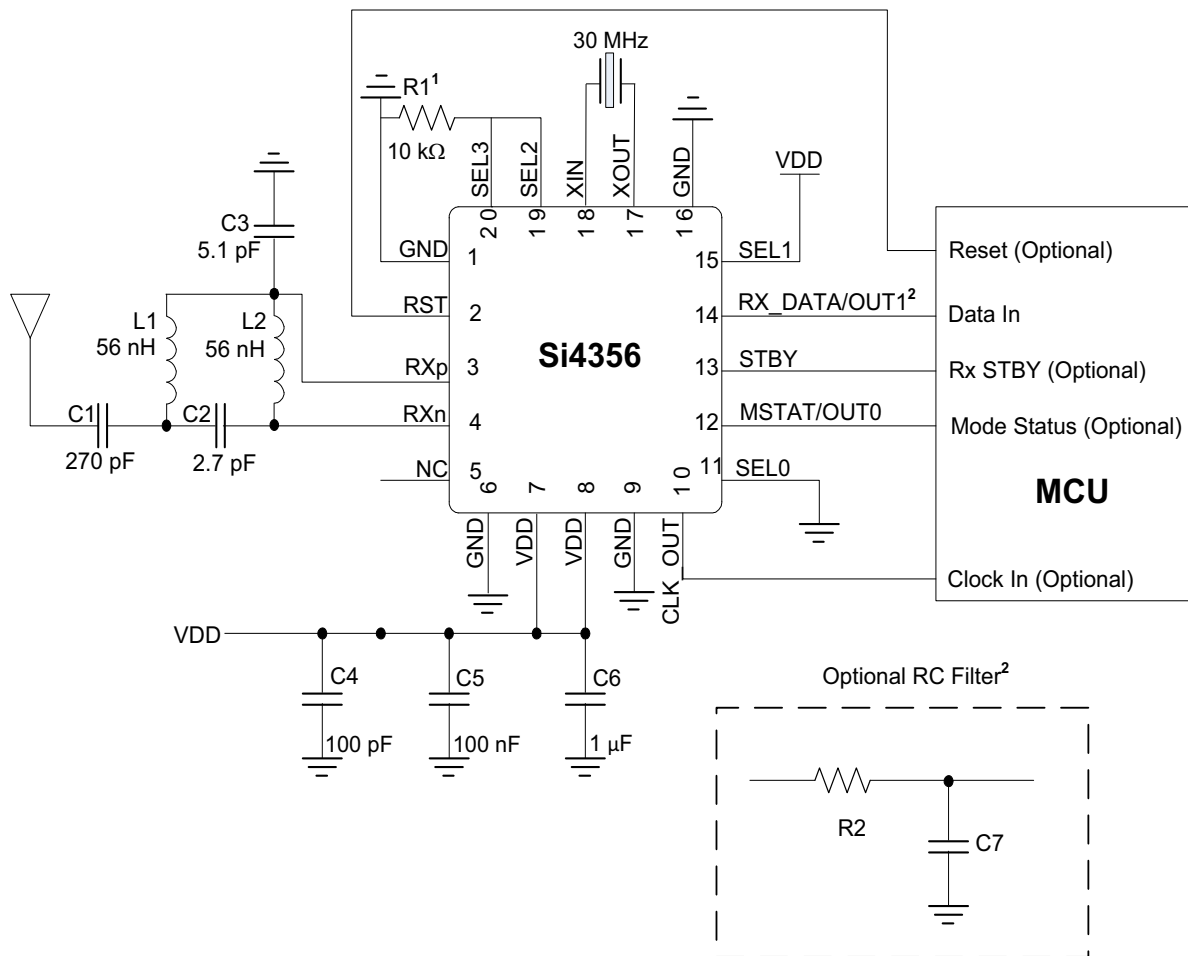 30 MHz
R1¹
10 kΩ
SEL3
SEL2
XIN
XOUT
GND
VDD
C3
5.1 pF
20
19
18
17
16
GND
1
15
SEL1
Reset (Optional)
RST
2
14
RX_DATA/OUT1²
Data In
L1
56 nH
L2
56 nH
Si4356
RXp
3
13
STBY
Rx STBY (Optional)
C1
270 pF
C2
2.7 pF
RXn
4
12
MSTAT/OUT0
Mode Status (Optional)
NC
5
11
SEL0
MCU
6
7
8
9
10
GND
VDD
VDD
GND
CLK_OUT
Clock In (Optional)
VDD
C4
100 pF
C5
100 nF
C6
1 µF
Optional RC Filter²
R2
C7